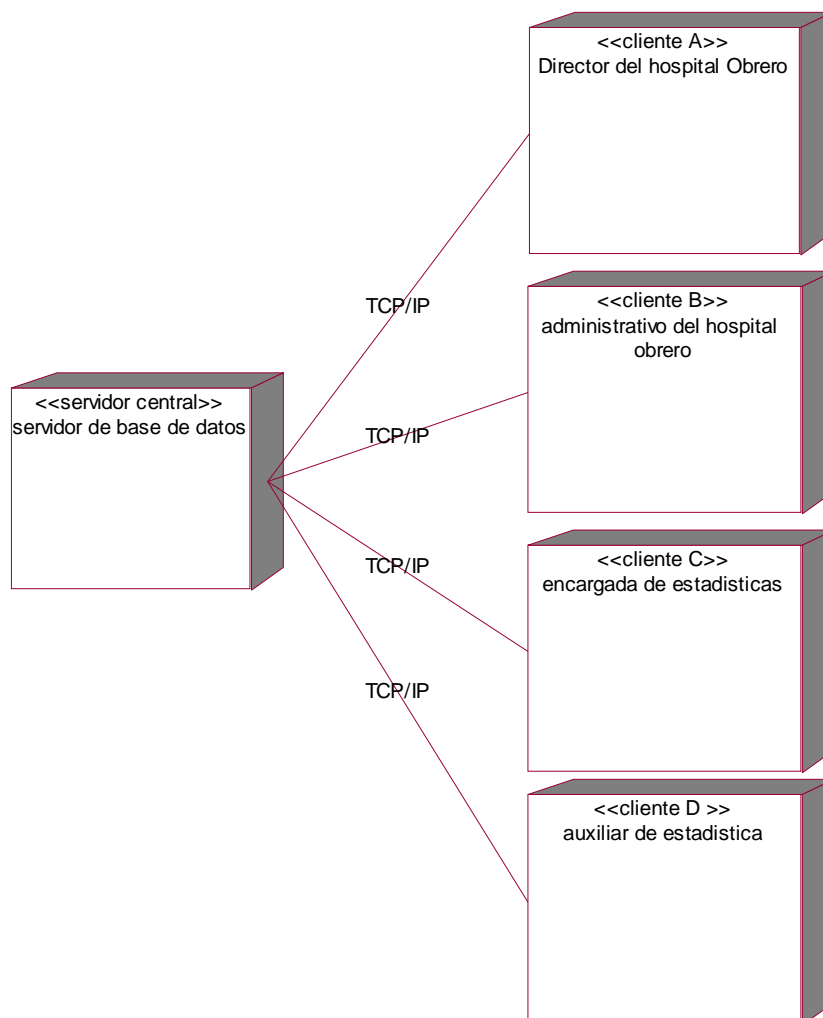 <<cliente A>>
Director del hospital Obrero
TCP/IP
<<cliente B>>
administrativo del hospital
obrero
<<servidor central>>
servidor de base de datos
TCP/IP
TCP/IP
<<cliente C>>
encargada de estadisticas
TCP/IP
<<cliente D >>
auxiliar de estadistica